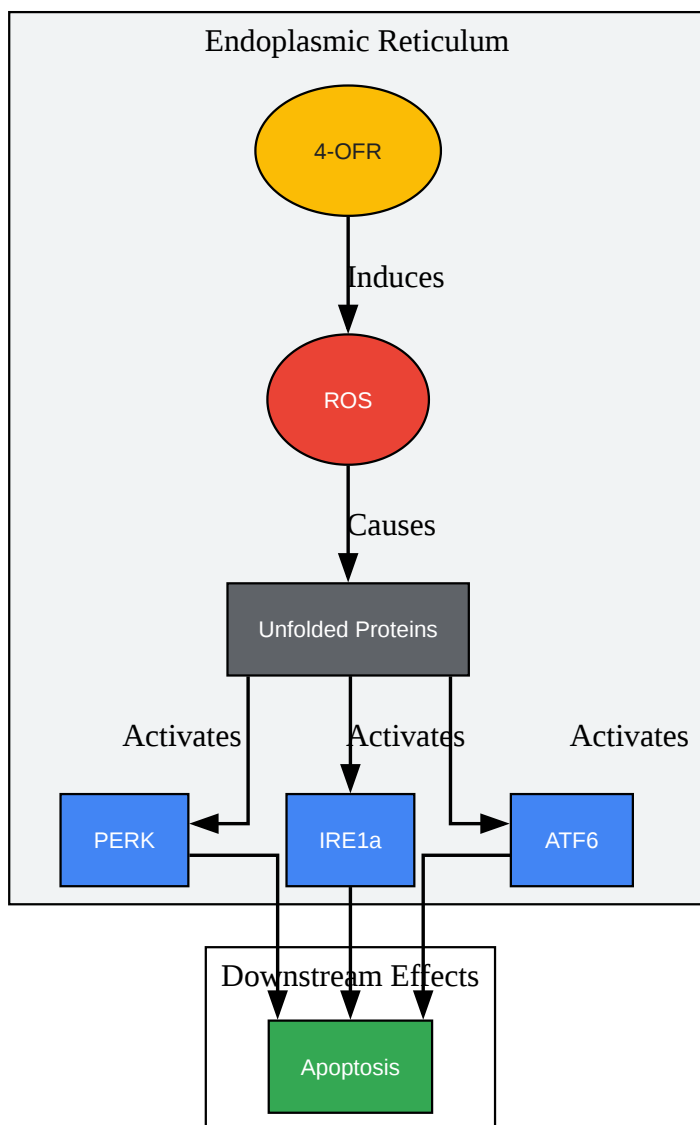 Endoplasmic Reticulum
4-OFR
Induces
ROS
Causes
Unfolded Proteins
Activates
Activates
Activates
PERK
IRE1a
ATF6
Downstream Effects
Apoptosis